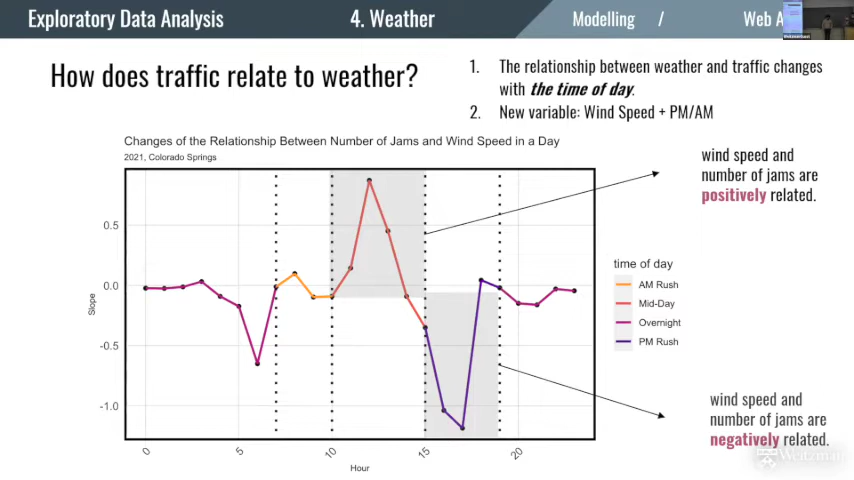 Exploratory Data Analysis
4. Weather
Modelling /
Web
How does traffic relate to weather?
1. The relationship between weather and traffic changes
with the time of day.
2. New variable: Wind Speed + PM/AM
Changes of the Relationship Between Number of Jams and Wind Speed in a Day
2021, Colorado Springs
wind speed and
number of jams are
positively related.
0.5
0.0
-0.5
-1.0
Slope
0
5
10
15
20
Hour
time of day
AM Rush
Mid-Day
Overnight
PM Rush
wind speed and
number of jams are
negatively related.
Weitzman